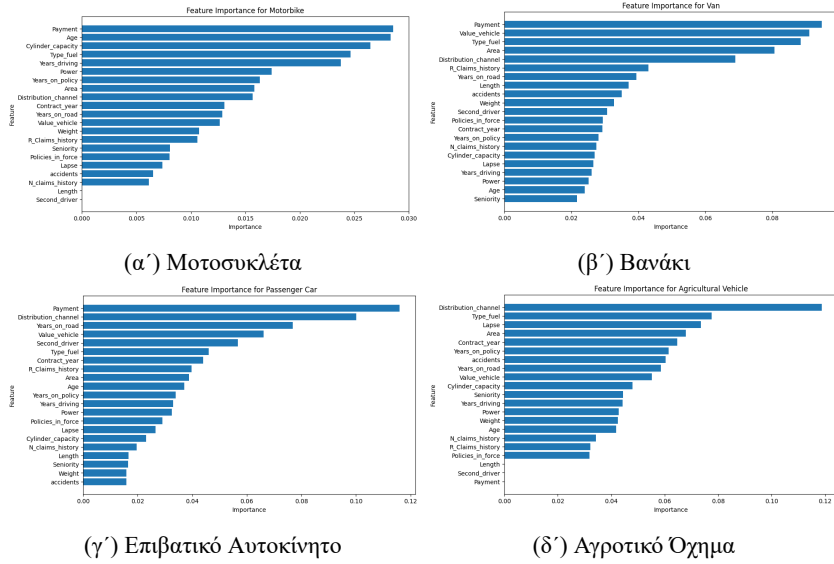 Feature Importance for Motorbike
Payment
Age
Cylinder_capacity
Type_fuel
Years_driving
Power
Years_on_policy
Area
Distribution_channel
Contract_year
Years_on_road
Value_vehicle
Weight
R_Claims_history
Seniority
Policies_in_force
Lapse
accidents
N_claims_history
Length
Second_driver
Feature
0.000 0.005 0.010 0.015 0.020 0.025 0.030
Importance
(α΄) Μοτοσυκλέτα
Feature Importance for Van
Payment
Value_vehicle
Type_fuel
Area
Distribution_channel
R_Claims_history
Years_on_road
Length
accidents
Weight
Second_driver
Policies_in_force
Contract_year
Years_on_policy
N_claims_history
Cylinder_capacity
Lapse
Years_driving
Power
Age
Seniority
Feature
0.00 0.02 0.04 0.06 0.08
Importance
(β΄) Βανάκι
Feature Importance for Passenger Car
Payment
Distribution_channel
Years_on_road
Value_vehicle
Second_driver
Type_fuel
Contract_year
R_Claims_history
Area
Age
Years_on_policy
Years_driving
Power
Policies_in_force
Lapse
Cylinder_capacity
N_claims_history
Length
Seniority
Weight
accidents
Feature
0.00 0.02 0.04 0.06 0.08 0.10 0.12
Importance
(γ΄) Επιβατικό Αυτοκίνητο
Feature Importance for Agricultural Vehicle
Distribution_channel
Type_fuel
Lapse
Area
Contract_year
Years_on_policy
accidents
Years_on_road
Value_vehicle
Cylinder_capacity
Seniority
Years_driving
Power
Weight
Age
N_claims_history
R_Claims_history
Policies_in_force
Length
Second_driver
Payment
Feature
0.00 0.02 0.04 0.06 0.08 0.10 0.12
Importance
(δ΄) Αγροτικό Όχημα